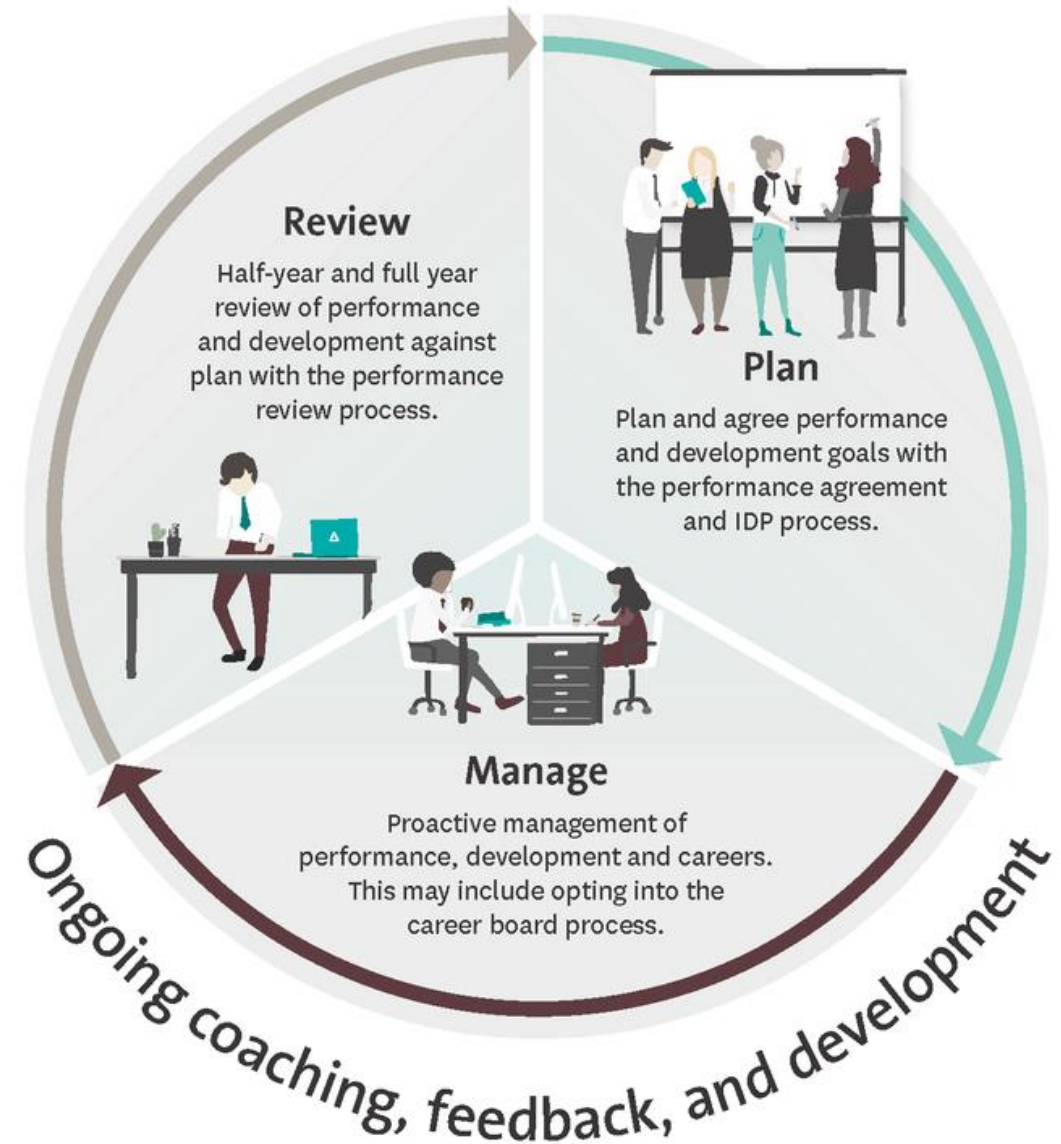 Review
Half-year and full year
review of performance
and development against
plan with the performance
review process.
Plan
Plan and agree performance
and development goals with
the performance agreement
and IDP process.
Manage
Proactive management of
performance, development and careers.
This may include opting into the
career board process.
Ongoing coaching, feedback, and development